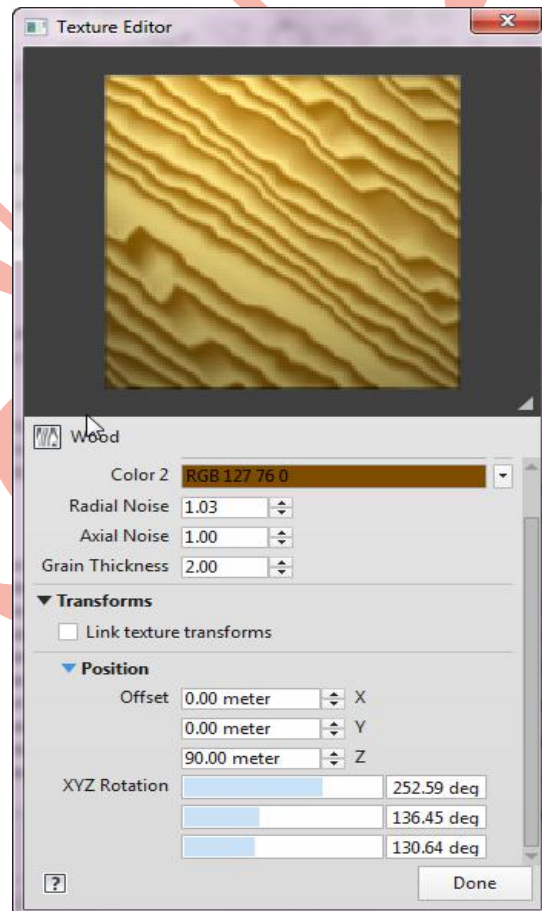 Texture Editor
Wood
Color 2 RGB 127 76 0
Radial Noise 1.03
Axial Noise 1.00
Grain Thickness 2.00
Transforms
Link texture transforms
Position
Offset 0.00 meter X
0.00 meter Y
90.00 meter Z
XYZ Rotation 252.59 deg
136.45 deg
130.64 deg
? Done